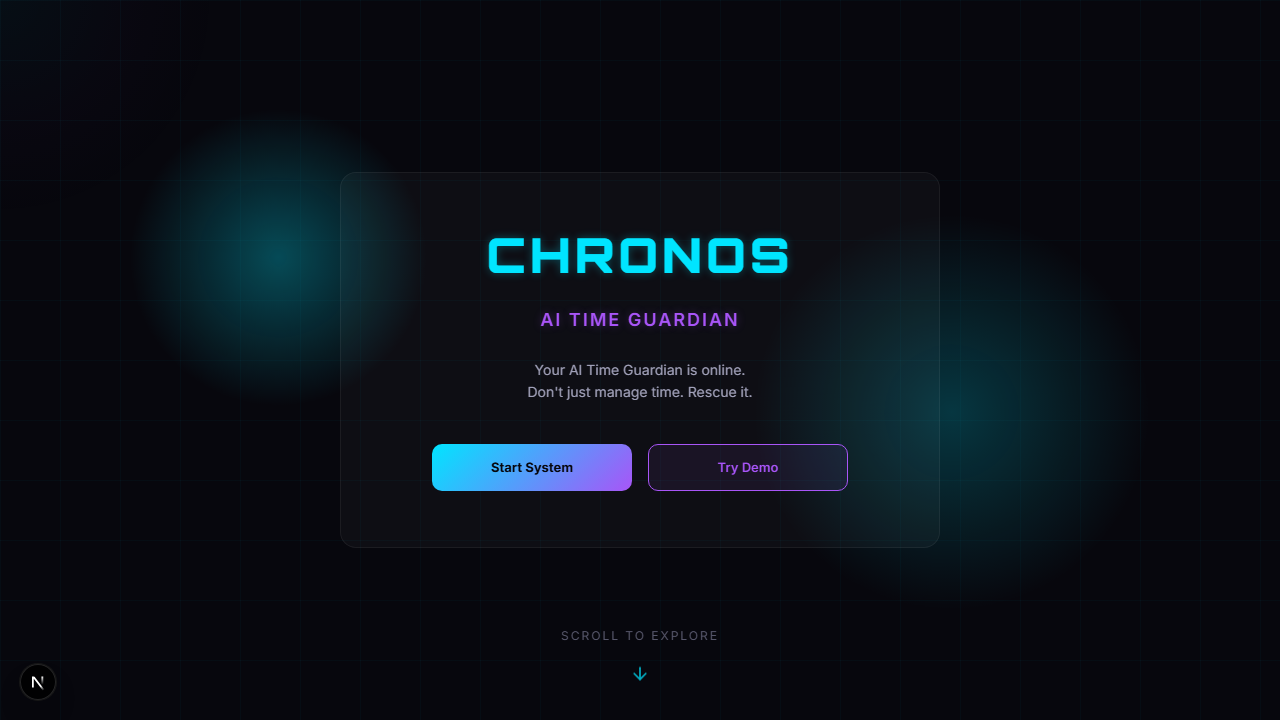 CHRONOS
AI TIME GUARDIAN
Your AI Time Guardian is online.
Don't just manage time. Rescue it.
Start System
Try Demo
SCROLL TO EXPLORE
N